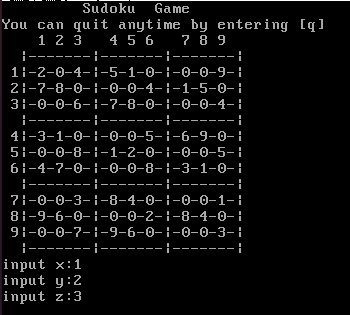 Sudoku   Game
You can quit anytime by entering [q]
1 2 3   4 5 6   7 8 9
¦-------¦-------¦-------¦
1¦-2-0-4-¦-5-1-0-¦-0-0-9-¦
2¦-7-8-0-¦-0-0-4-¦-1-5-0-¦
3¦-0-0-6-¦-7-8-0-¦-0-0-4-¦
¦-------¦-------¦-------¦
4¦-3-1-0-¦-0-0-5-¦-6-9-0-¦
5¦-0-0-8-¦-1-2-0-¦-0-0-5-¦
6¦-4-7-0-¦-0-0-8-¦-3-1-0-¦
¦-------¦-------¦-------¦
7¦-0-0-3-¦-8-4-0-¦-0-0-1-¦
8¦-9-6-0-¦-0-0-2-¦-8-4-0-¦
9¦-0-0-7-¦-9-6-0-¦-0-0-3-¦
¦-------¦-------¦-------¦
input x:1
input y:2
input z:3